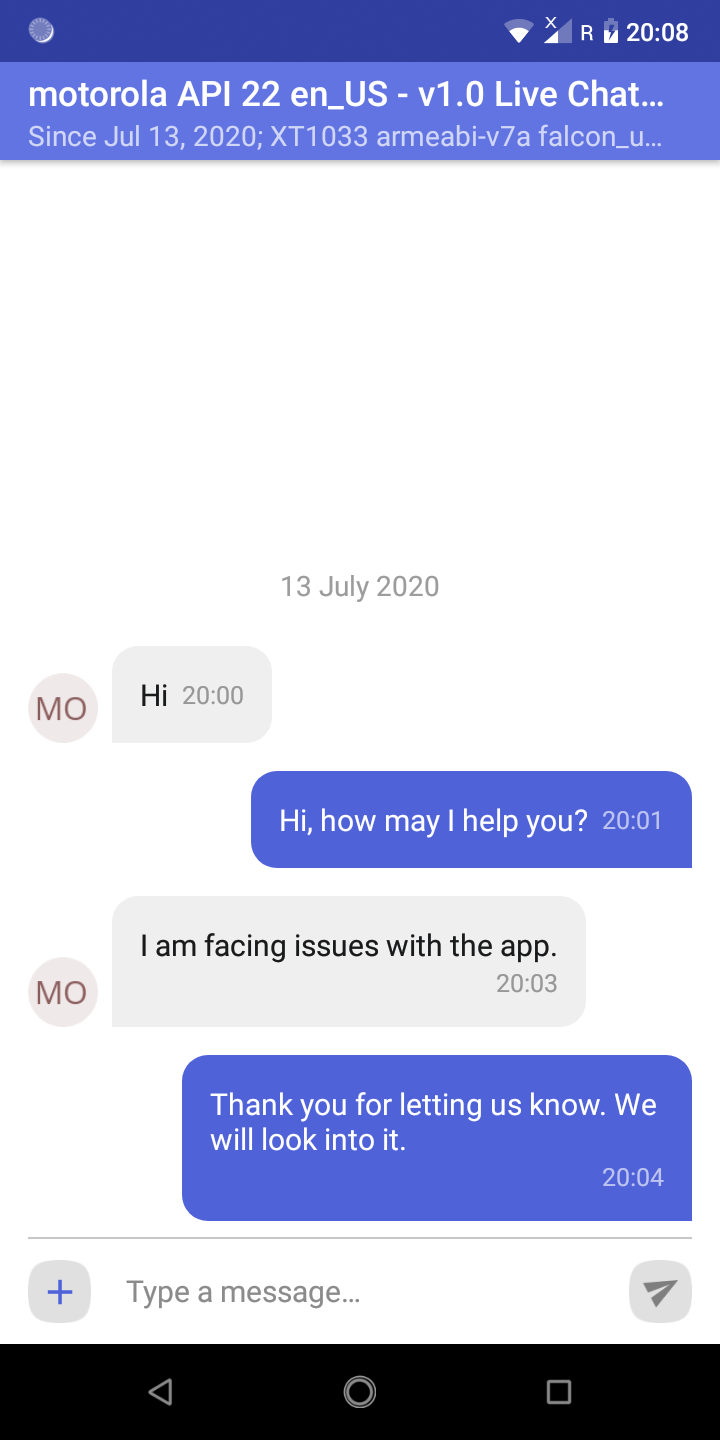 R 20:08
motorola API 22 en_US - v1.0 Live Chat...
Since Jul 13, 2020; XT1033 armeabi-v7a falcon_u...
13 July 2020
MO
Hi 20:00
Hi, how may I help you? 20:01
I am facing issues with the app.
20:03
MO
Thank you for letting us know. We
will look into it.
20:04
Type a message...